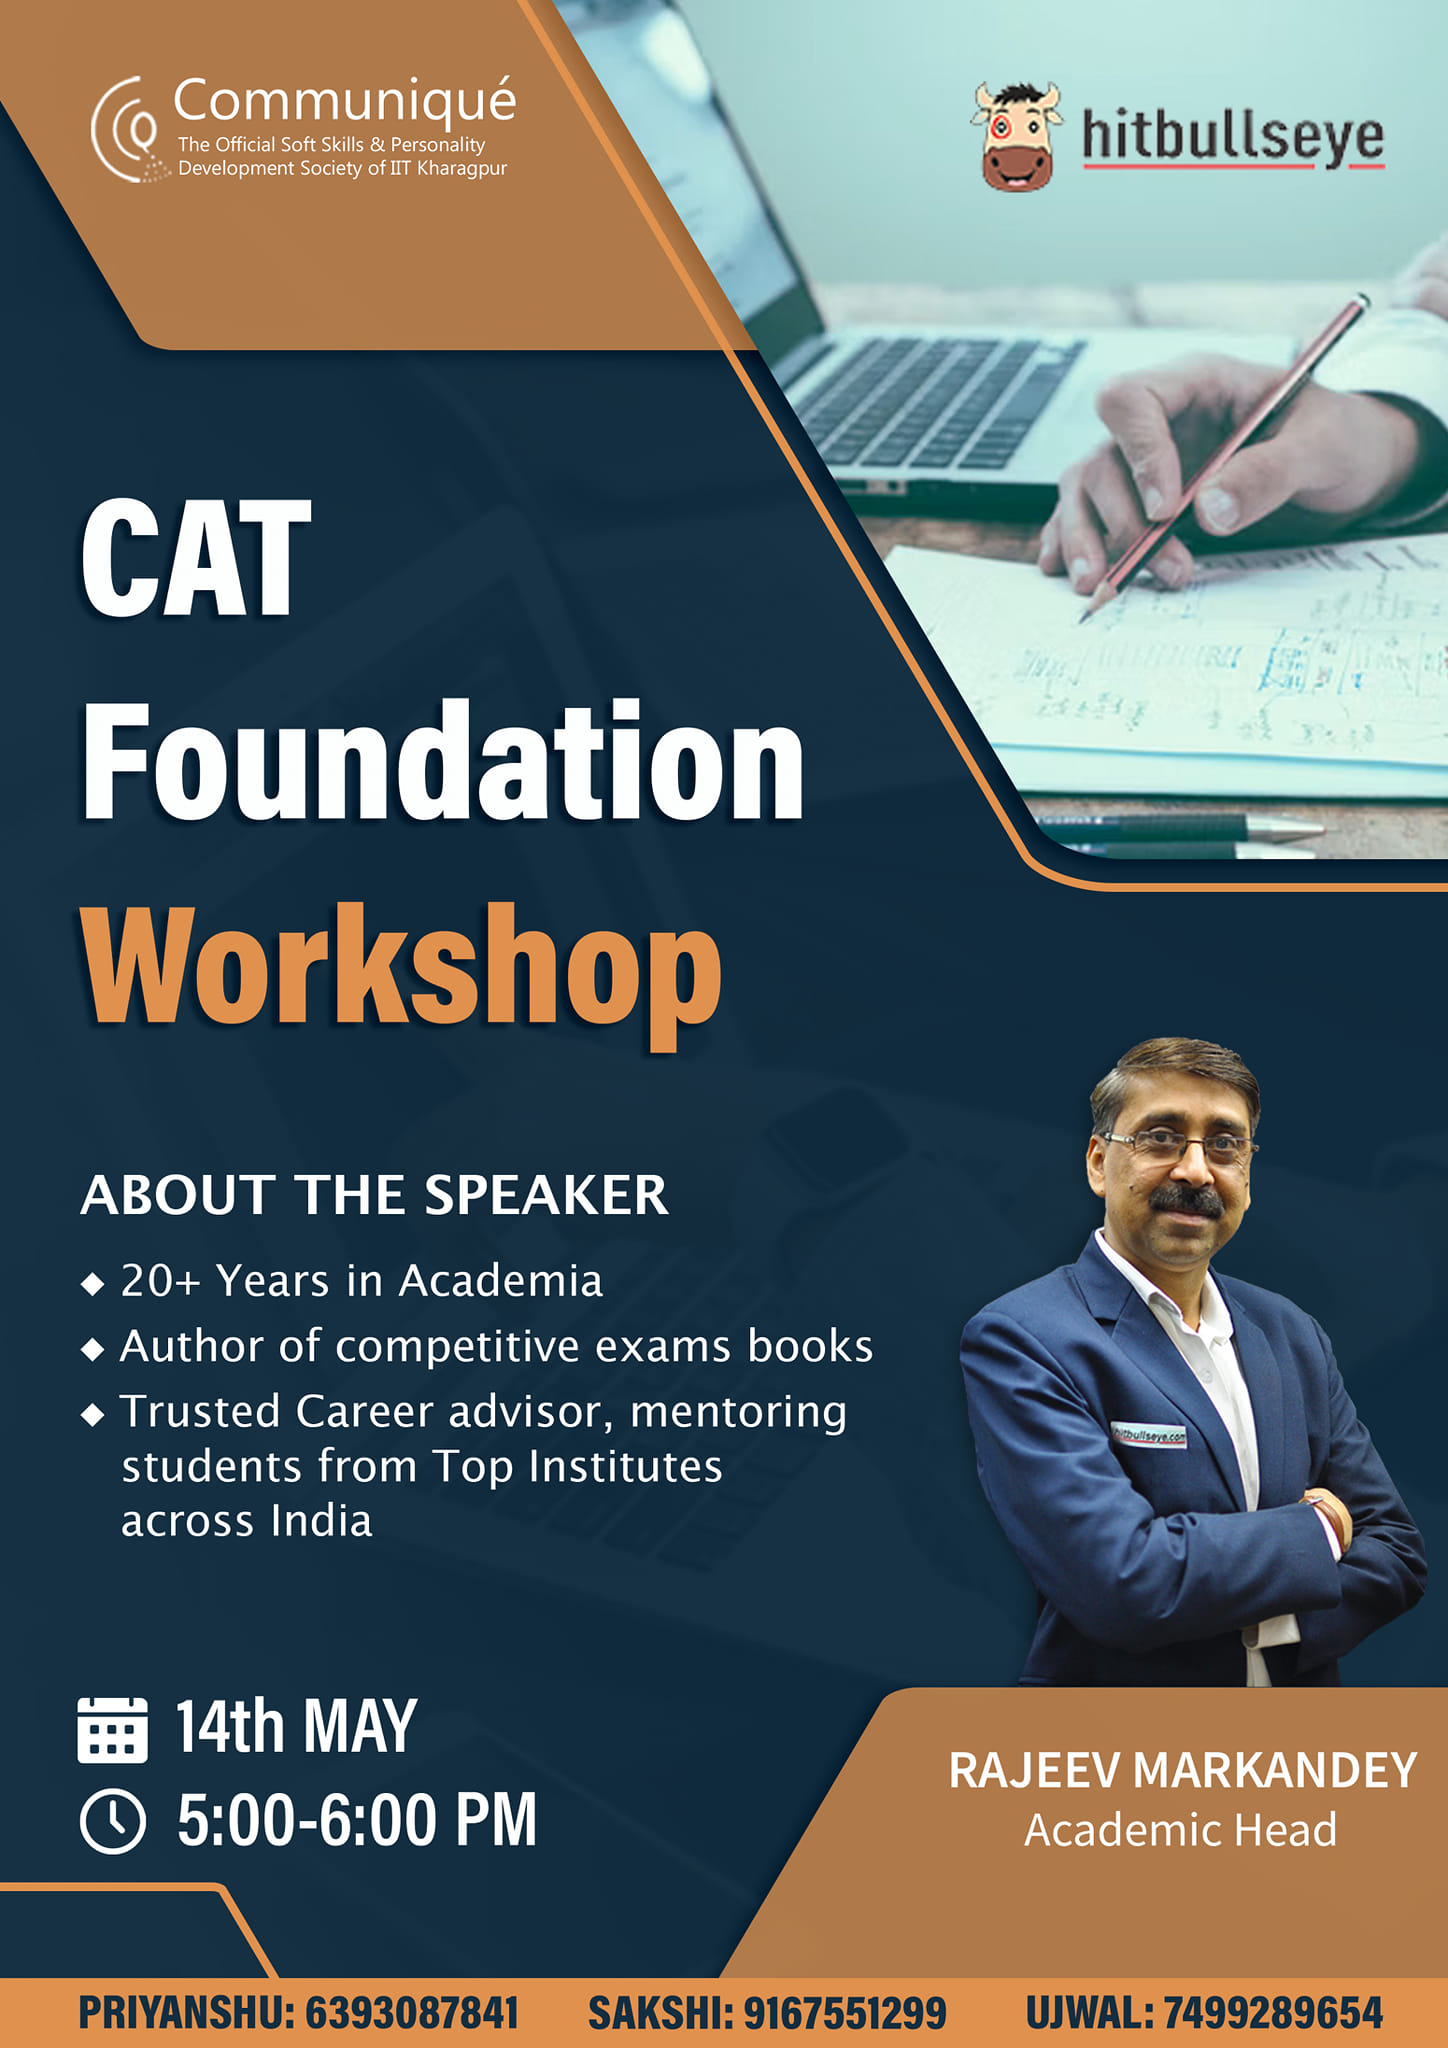 Communiqué
The Official Soft Skills & Personality
Development Society of IIT Kharagpur
hitbullseye
CAT
Foundation
Workshop
ABOUT THE SPEAKER
◆ 20+ Years in Academia
◆ Author of competitive exams books
◆ Trusted Career advisor, mentoring
students from Top Institutes
across India
hitbullseye.com
14th MAY
5:00-6:00 PM
RAJEEV MARKANDEY
Academic Head
PRIYANSHU: 6393087841 SAKSHI: 9167551299 UJWAL: 7499289654